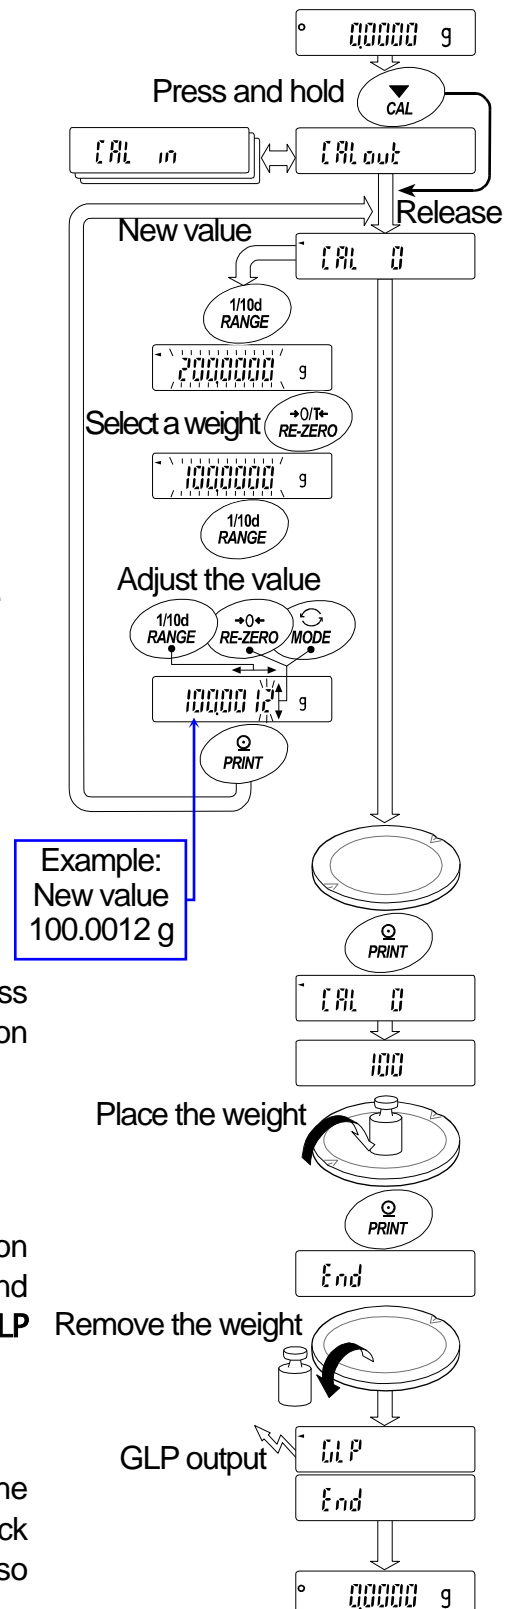 0.0000 g
Press and hold
CAL
CAL in
CAL out
Release
New value
CAL 0
1/10d
RANGE
200.0000 g
Select a weight
→0/T←
RE-ZERO
100.0000 g
1/10d
RANGE
Adjust the value
1/10d
RANGE
→0←
RE-ZERO
MODE
100.0012 g
PRINT
Example:
New value
100.0012 g
PRINT
ss
CAL 0
on
100
Place the weight
PRINT
on
End
nd
LP
Remove the weight
GLP output
GLP
End
ne
ck
so
0.0000 g